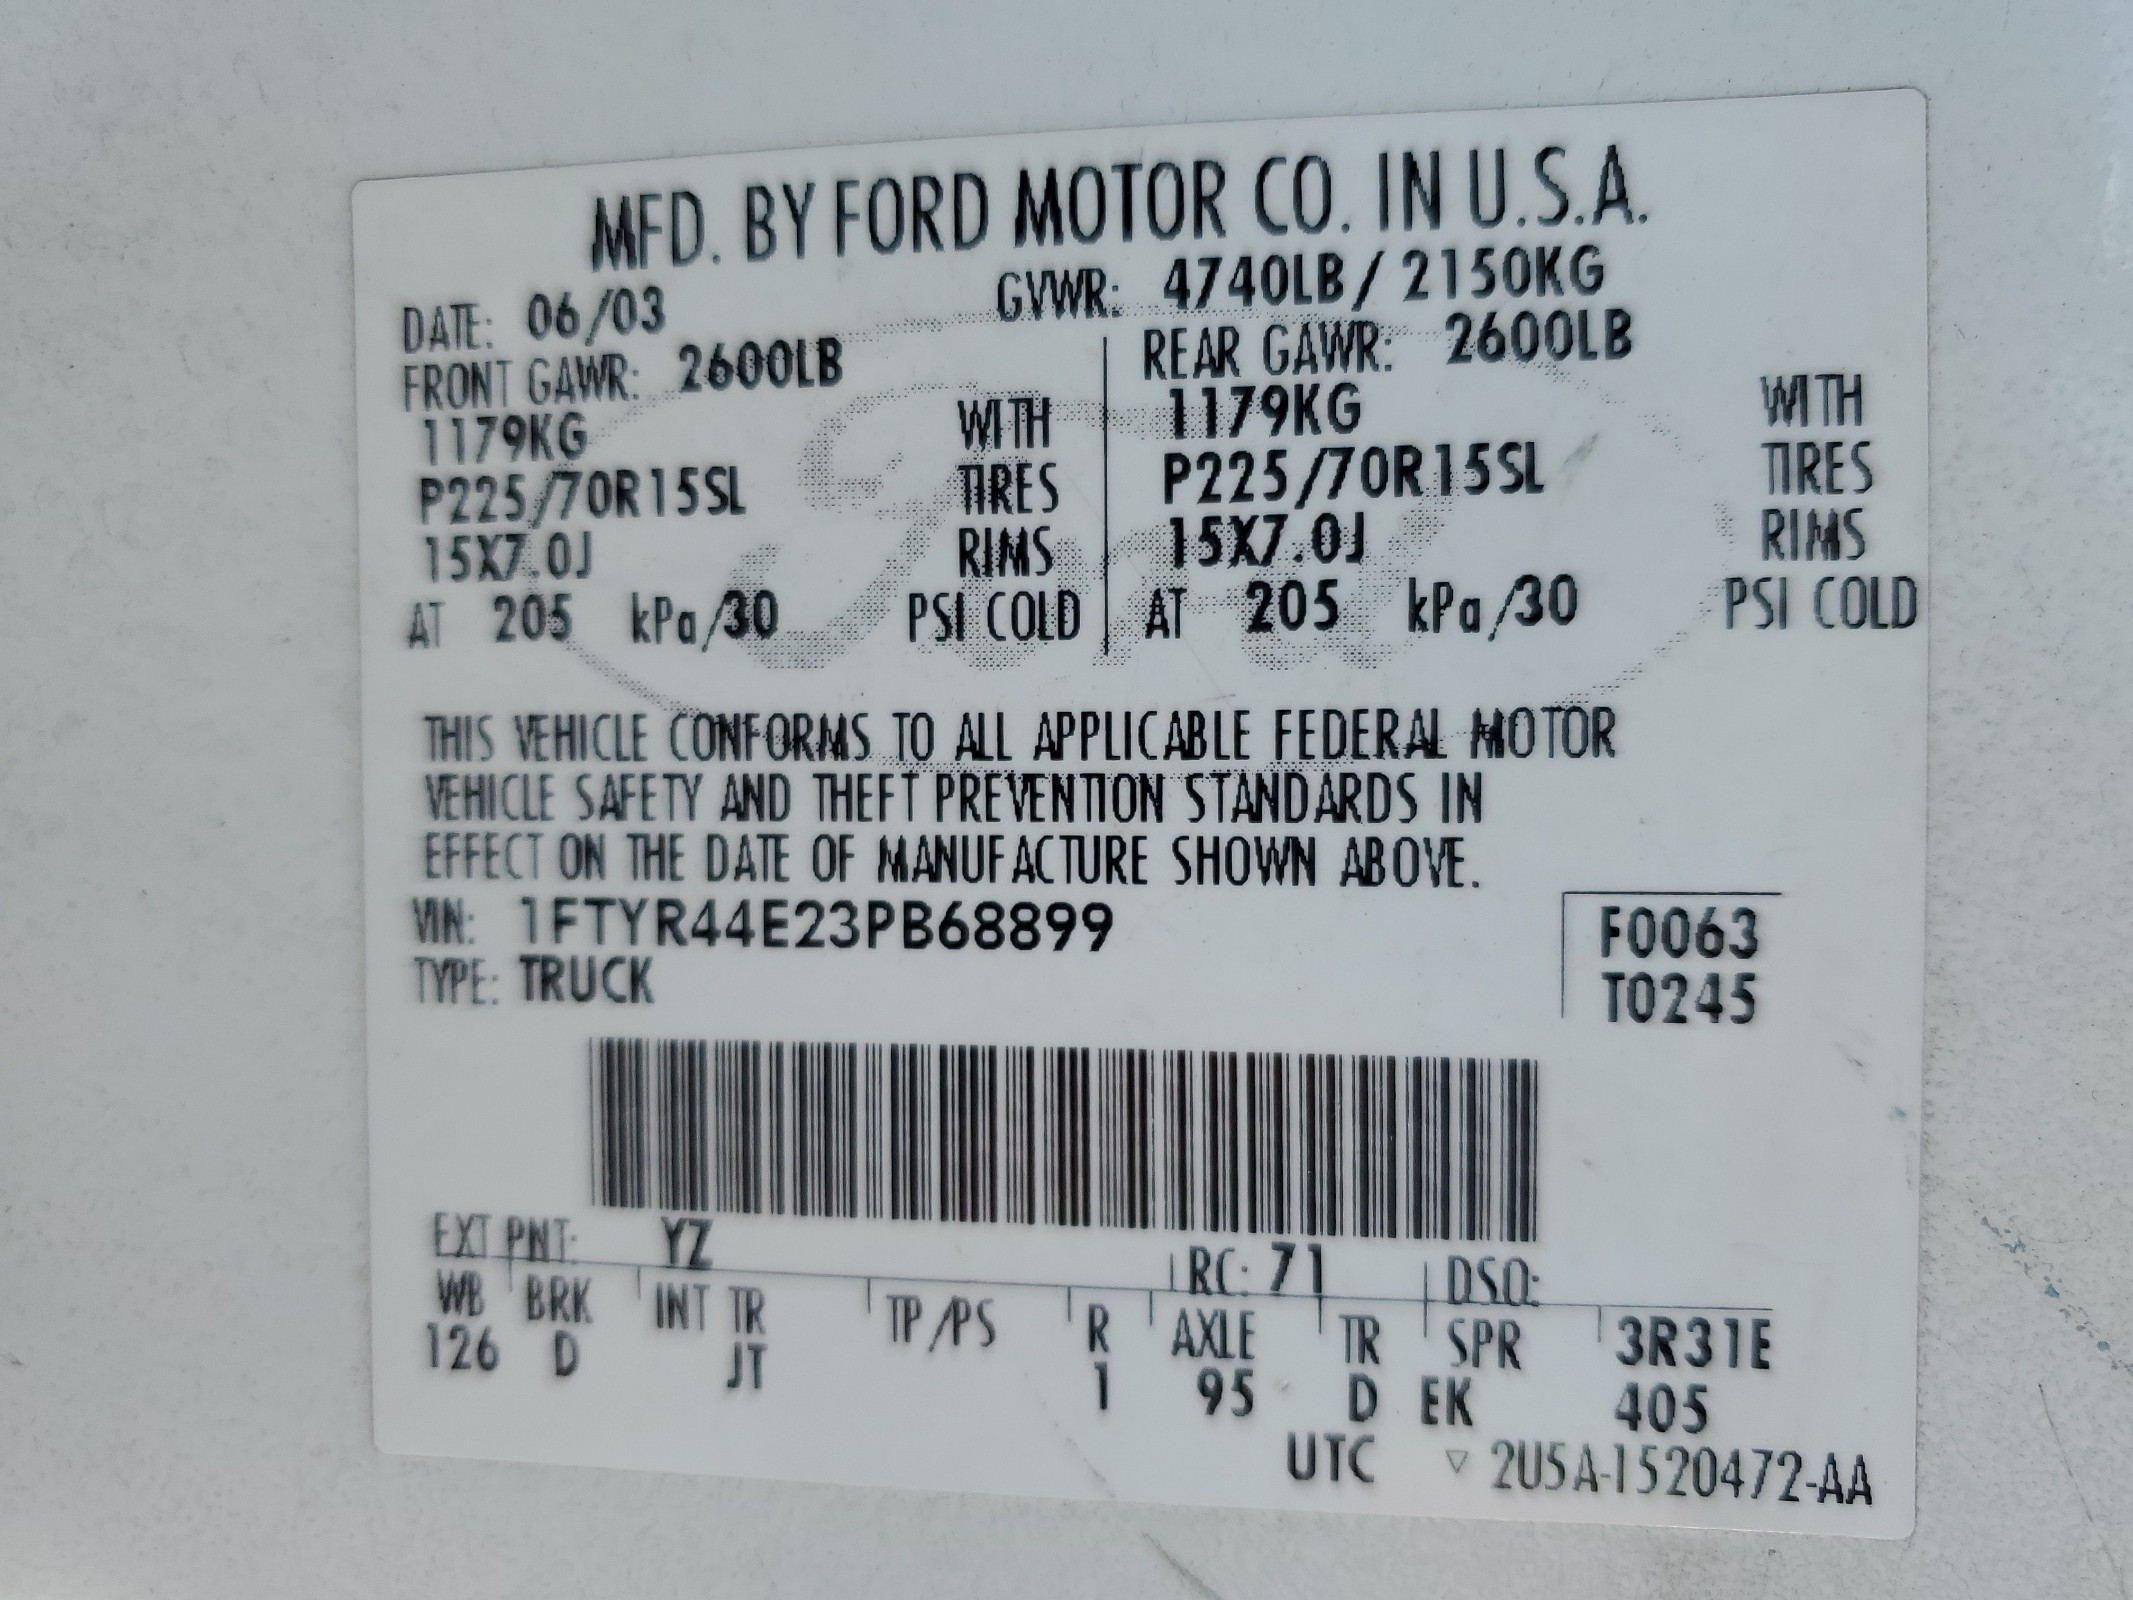 MFD. BY FORD MOTOR CO. IN U.S.A.
DATE: 06/03 GVWR: 4740LB/ 2150KG
FRONT GAWR: 2600LB REAR GAWR: 2600LB
1179KG WITH 1179KG WITH
P225/70R15SL TIRES P225/70R15SL TIRES
15X7.0J RIMS 15X7.0J RIMS
AT 205 kPa/30 PSI COLD AT 205 kPa/30 PSI COLD
THIS VEHICLE CONFORMS TO ALL APPLICABLE FEDERAL MOTOR
VEHICLE SAFETY AND THEFT PREVENTION STANDARDS IN
EFFECT ON THE DATE OF MANUFACTURE SHOWN ABOVE.
VIN: 1FTYR44E23PB68899 F0063
TYPE: TRUCK T0245
EXT PNT: YZ RC: 71 DSO:
WB BRK INT TR TP/PS R AXLE TR SPR 3R31E
126 D JT 1 95 D EK 405
UTC ▽ 2U5A-1520472-AA